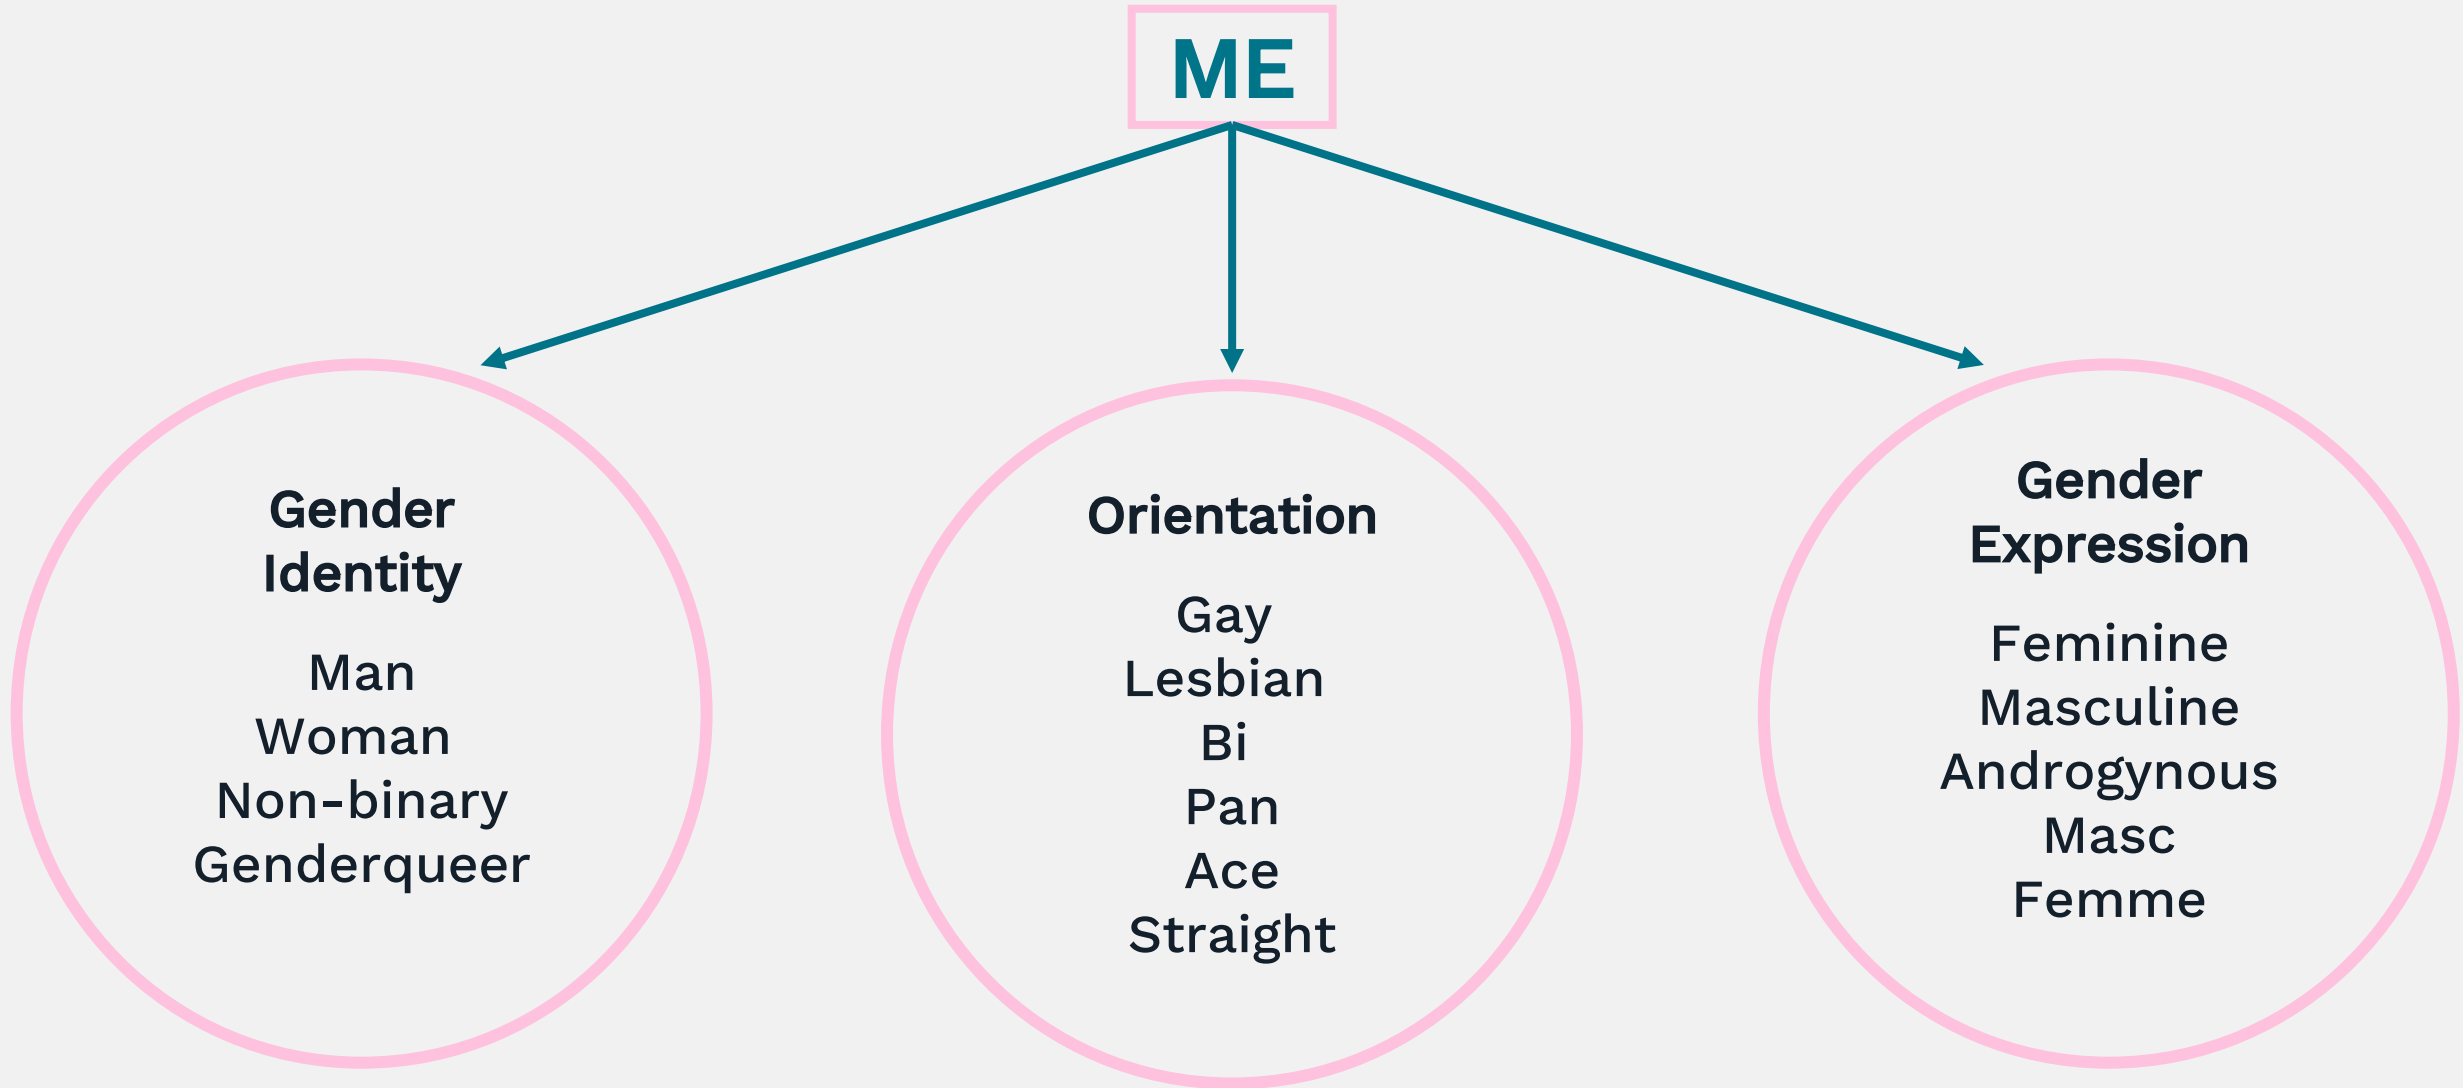 ME
Gender
Identity
Man
Woman
Non-binary
Genderqueer
Orientation
Gay
Lesbian
Bi
Pan
Ace
Straight
Gender
Expression
Feminine
Masculine
Androgynous
Masc
Femme